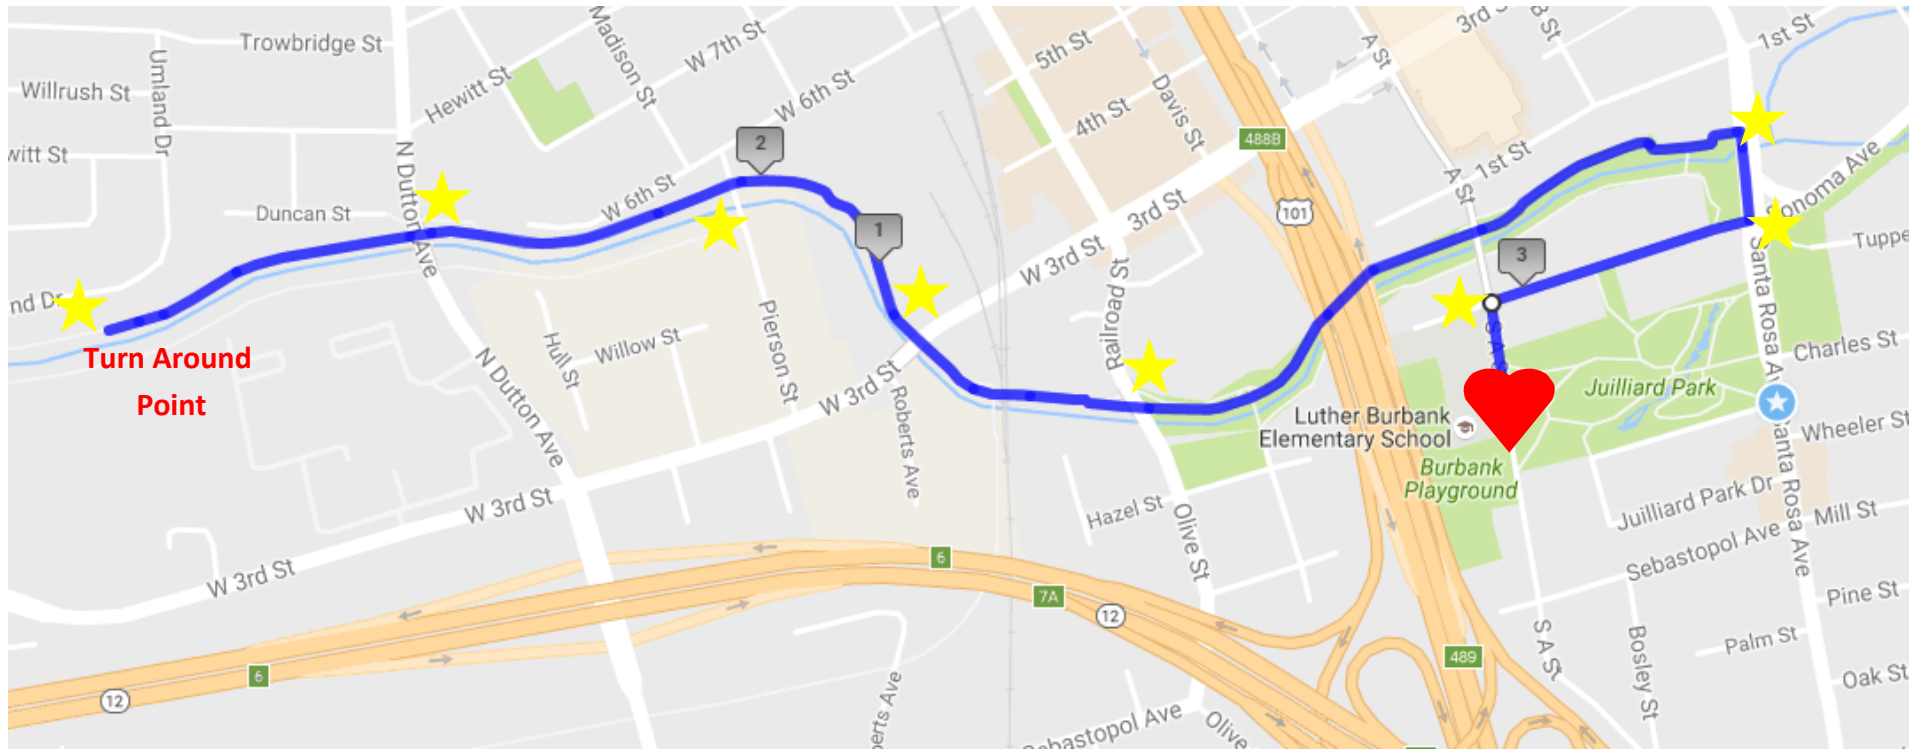 Trowbridge St
Willrush St
Umland Dr
witt St
Hewitt St
Madison St
W 7th St
W 6th St
5th St
4th St
Davis St
488B
A St
3rd S
B St
1st St
1st St
A St
Sonoma Ave
Tuppe
2
W 6th St
N Dutton Ave
Duncan St
1
3rd St
W 3rd St
101
3
nd Dr
Turn Around
Point
Hull St
Willow St
Pierson St
N Dutton Ave
W 3rd St
Roberts Ave
Railroad St
S A S
Santa Rosa Av
Charles St
Juilliard Park
Luther Burbank
Elementary School
Burbank
Playground
Wheeler St
Santa Rosa Ave
Juilliard Park Dr
Mill St
Sebastopol Ave
Hazel St
Olive St
W 3rd St
W 3rd St
6
7A
12
Pine St
Palm St
Bosley St
S A St
Oak St
489
6
12
berts Ave
ebastopol Ave
Olive